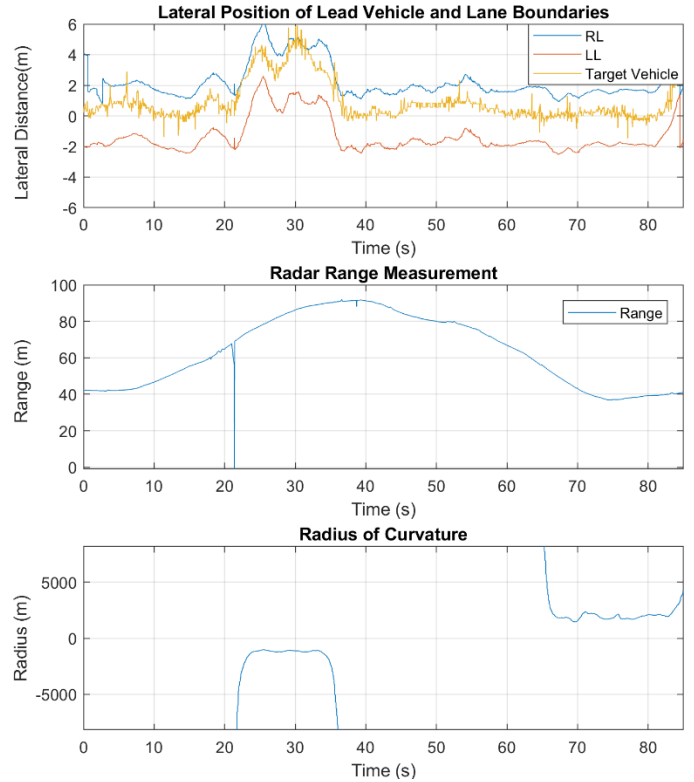 Lateral Position of Lead Vehicle and Lane Boundaries
6
4
2
0
-2
-4
-6
Lateral Distance(m)
RL
LL
Target Vehicle
0 10 20 30 40 50 60 70 80
Time (s)
Radar Range Measurement
100
80
60
40
20
0
Range (m)
Range
0 10 20 30 40 50 60 70 80
Time (s)
Radius of Curvature
5000
0
-5000
Radius (m)
0 10 20 30 40 50 60 70 80
Time (s)